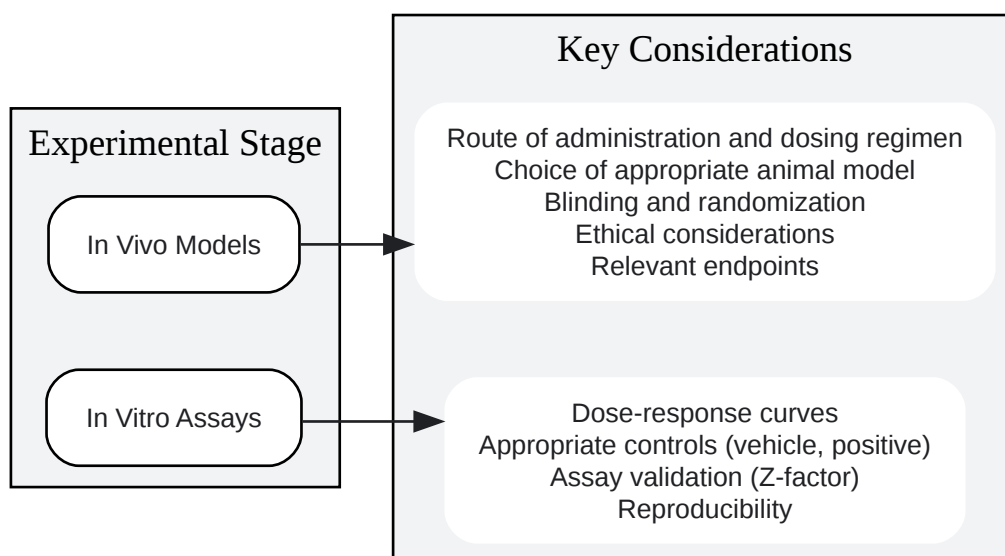 Experimental Stage
In Vivo Models
In Vitro Assays
Key Considerations
Route of administration and dosing regimen
Choice of appropriate animal model
Blinding and randomization
Ethical considerations
Relevant endpoints
Dose-response curves
Appropriate controls (vehicle, positive)
Assay validation (Z-factor)
Reproducibility